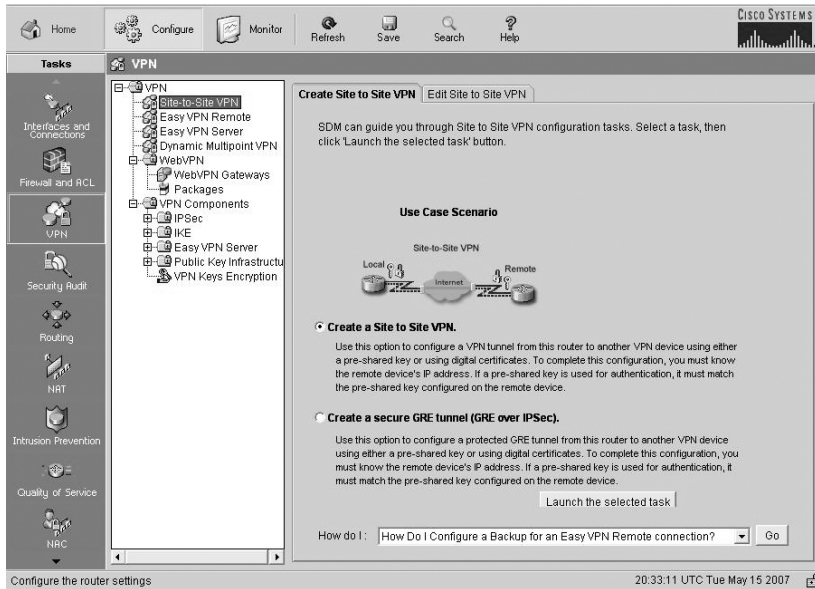 Home
Configure
Monitor
Refresh
Save
Search
Help
CISCO SYSTEMS
Tasks
VPN
Interfaces and
Connections
Firewall and ACL
VPN
Security Audit
Routing
NAT
Intrusion Prevention
Quality of Service
NAC
VPN
Site-to-Site VPN
Easy VPN Remote
Easy VPN Server
Dynamic Multipoint VPN
WebVPN
WebVPN Gateways
Packages
VPN Components
IPSec
IKE
Easy VPN Server
Public Key Infrastructu
VPN Keys Encryption
Create Site to Site VPN
Edit Site to Site VPN
SDM can guide you through Site to Site VPN configuration tasks. Select a task, then
click 'Launch the selected task' button.
Use Case Scenario
Site-to-Site VPN
Local
Internet
Remote
Create a Site to Site VPN.
Use this option to configure a VPN tunnel from this router to another VPN device using either
a pre-shared key or using digital certificates. To complete this configuration, you must know
the remote device's IP address. If a pre-shared key is used for authentication, it must match
the pre-shared key configured on the remote device.
Create a secure GRE tunnel (GRE over IPSec).
Use this option to configure a protected GRE tunnel from this router to another VPN device
using either a pre-shared key or using digital certificates. To complete this configuration, you
must know the remote device's IP address. If a pre-shared key is used for authentication, it
must match the pre-shared key configured on the remote device.
Launch the selected task
How do I :
How Do I Configure a Backup for an Easy VPN Remote connection?
Go
Configure the router settings
20:33:11 UTC Tue May 15 2007